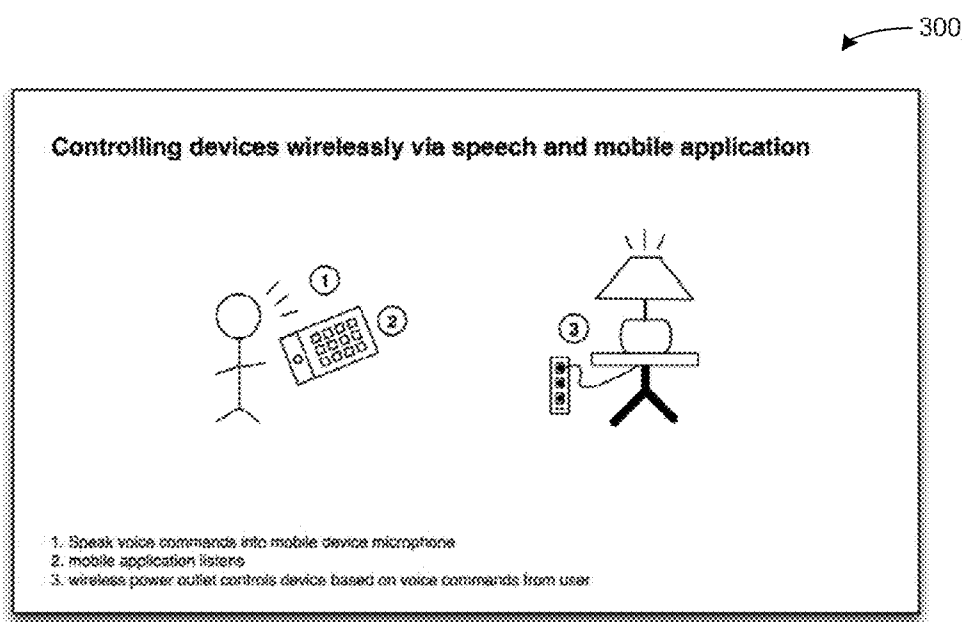 300
Controlling devices wirelessly via speech and mobile application
1
2
3
1. Speak voice commands into mobile device microphone
2. mobile application listens
3. wireless power outlet controls device based on voice commands from user